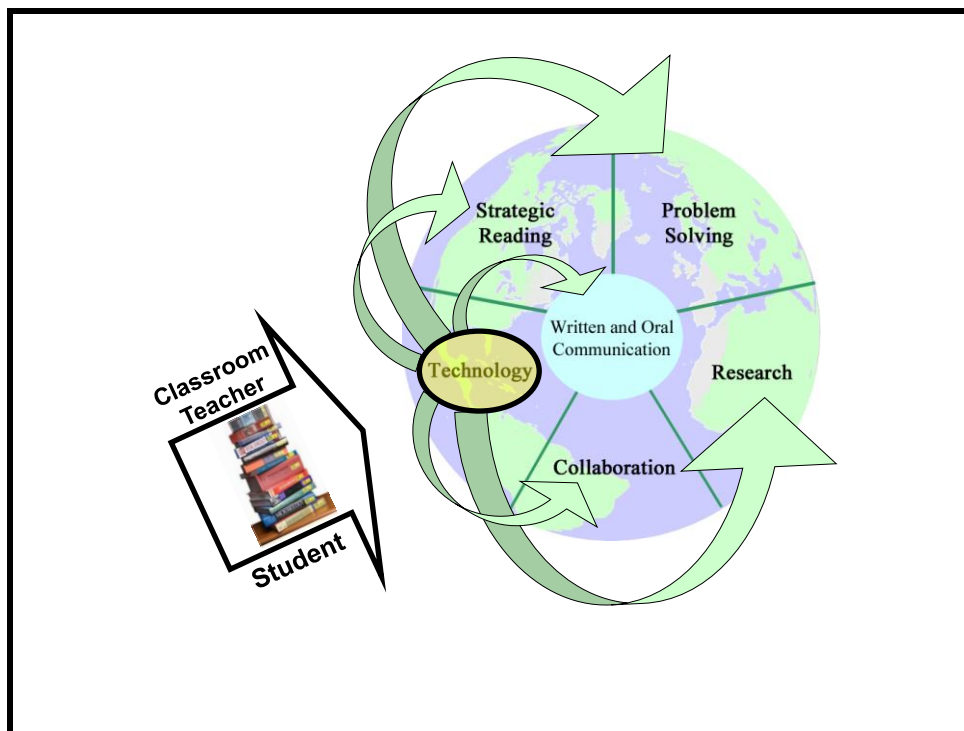 Strategic
Reading
Problem
Solving
Written and Oral
Communication
Technology
Research
Collaboration
Classroom
Teacher
Student